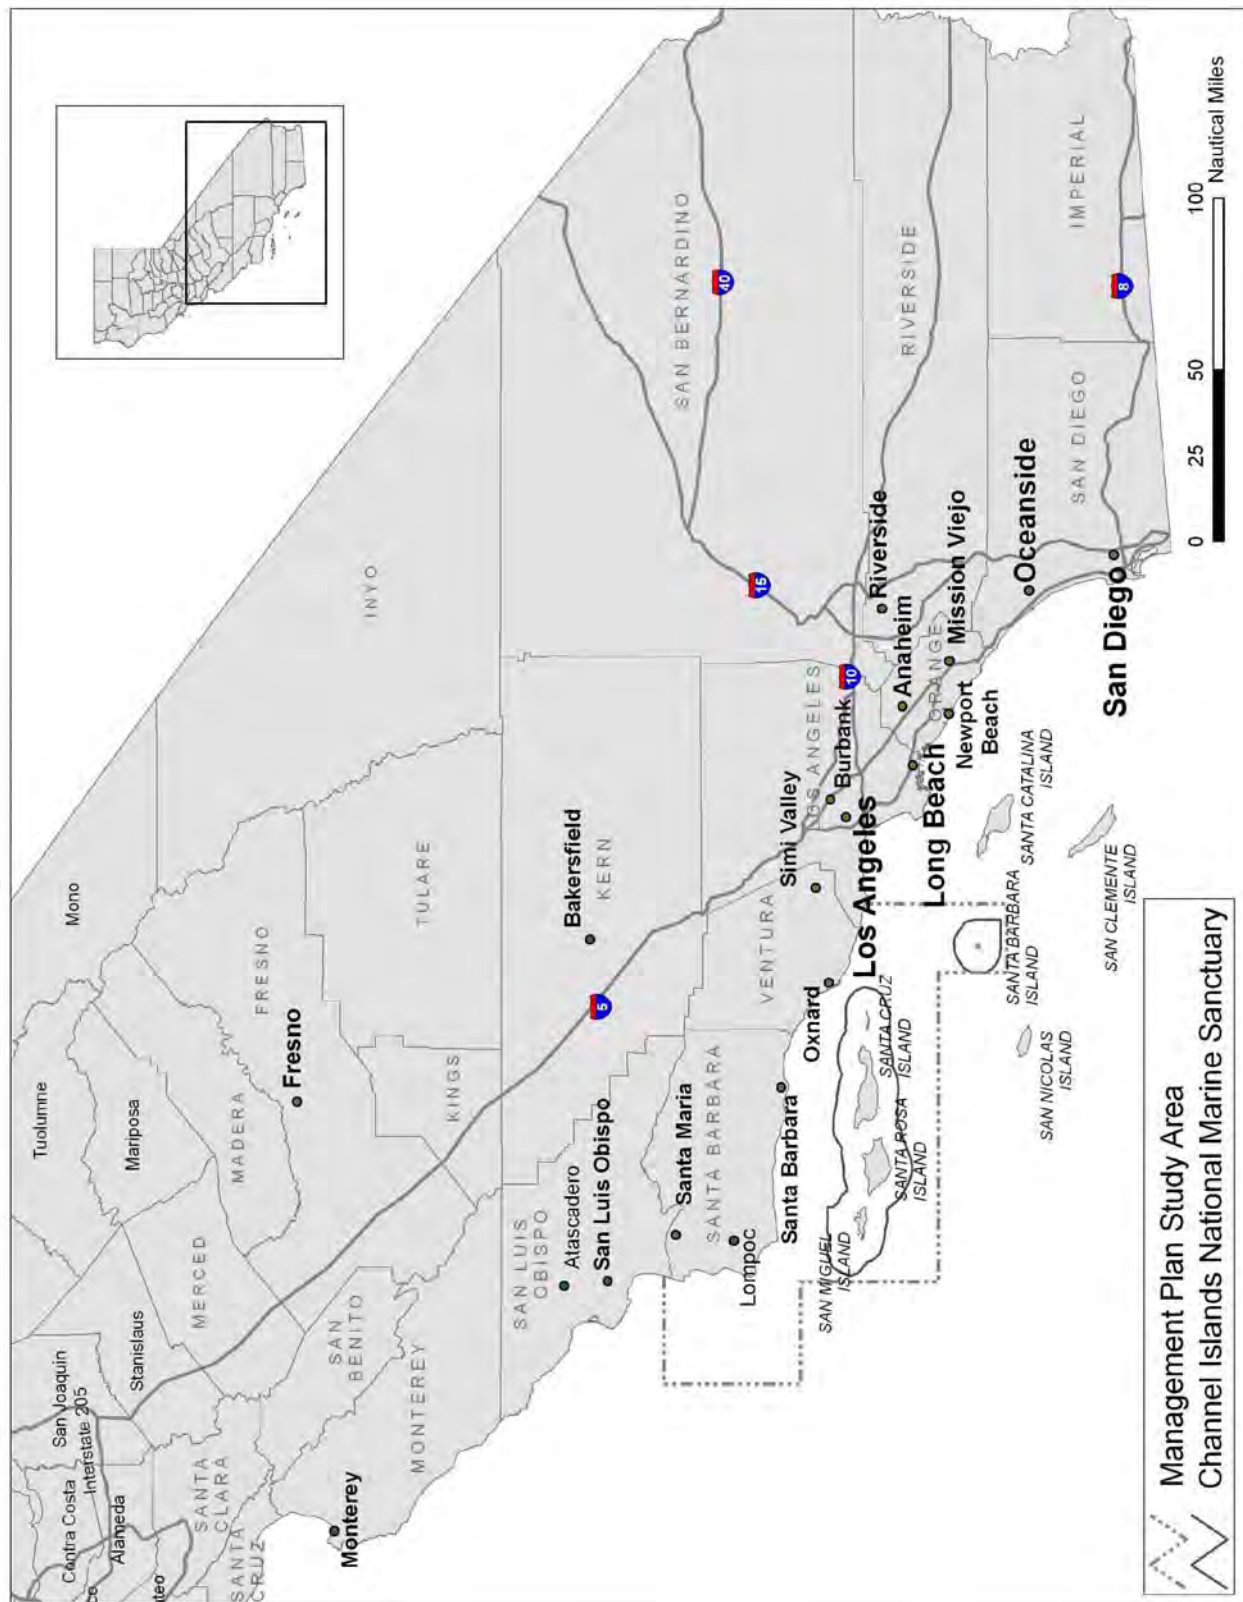 Tuolumne
Mono
San Joaquin
Contra Costa
Interstate 205
Alameda
Stanislaus
Mariposa
MERCED
MADERA
FRESNO
Fresno
SANTA
CLARA
SANTA
CRUZ
Monterey
SAN
BENITO
MONTEREY
KINGS
TULARE
INYO
5
SAN LUIS
OBISPO
Atascadero
San Luis Obispo
Bakersfield
KERN
Santa Maria
SANTA BARBARA
Lompoc
Santa Barbara
VENTURA
Oxnard
Simi Valley
LOS ANGELES
Burbank
Los Angeles
Long Beach
15
40
10
SAN BERNARDINO
RIVERSIDE
Riverside
Anaheim
ORANGE
Mission Viejo
Newport
Beach
Oceanside
SAN DIEGO
San Diego
IMPERIAL
8
SAN MIGUEL
ISLAND
SANTA ROSA
ISLAND
SANTA CRUZ
ISLAND
SANTA BARBARA
ISLAND
SAN NICOLAS
ISLAND
SANTA CATALINA
ISLAND
SAN CLEMENTE
ISLAND
0 25 50 100
Nautical Miles
Management Plan Study Area
Channel Islands National Marine Sanctuary